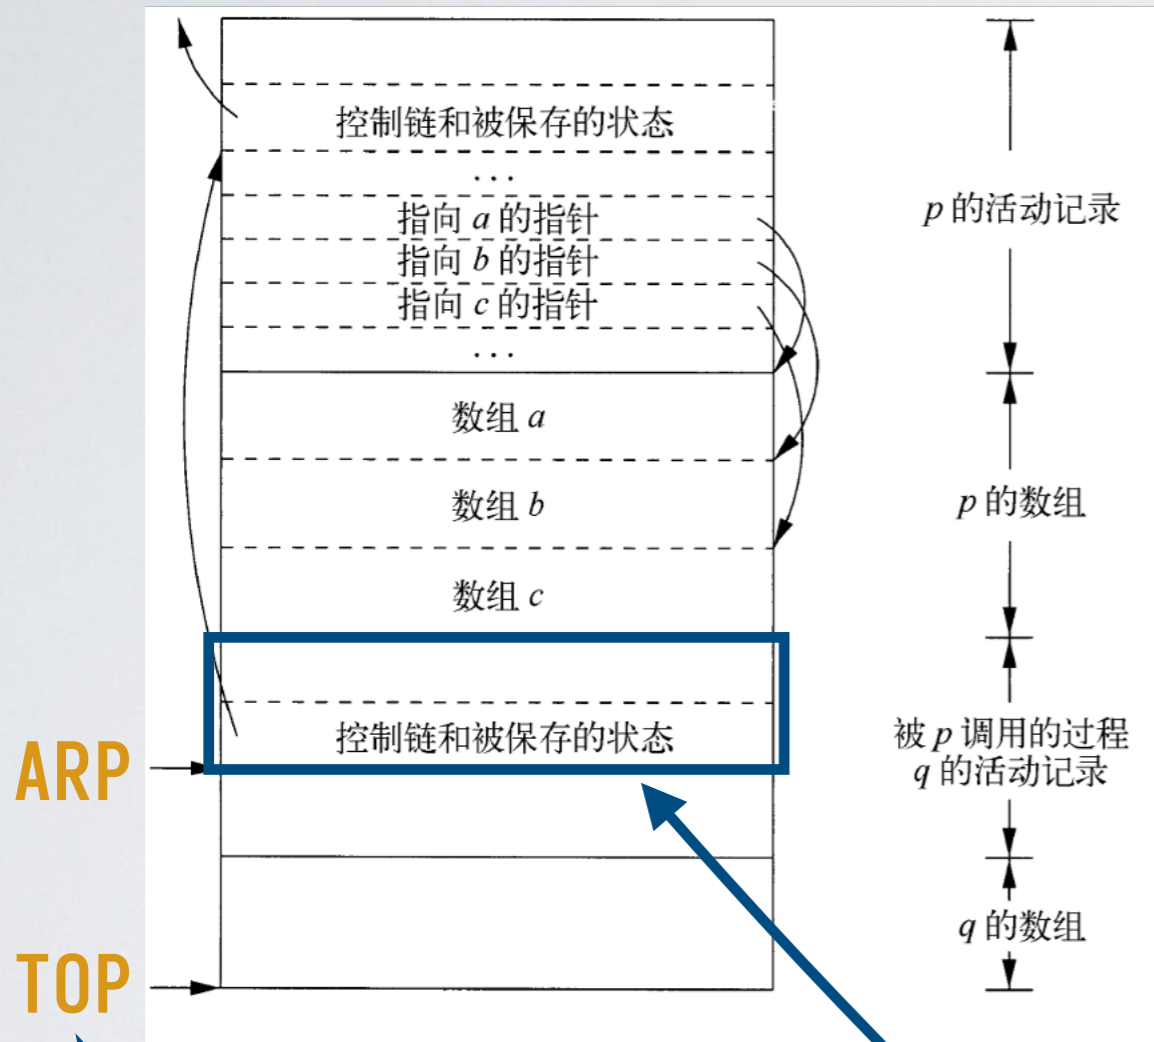 控制链和被保存的状态
...
指向 a 的指针
指向 b 的指针
指向 c 的指针
...
p 的活动记录
数组 a
数组 b
数组 c
p 的数组
控制链和被保存的状态
被 p 调用的过程
q 的活动记录
ARP
q 的数组
TOP